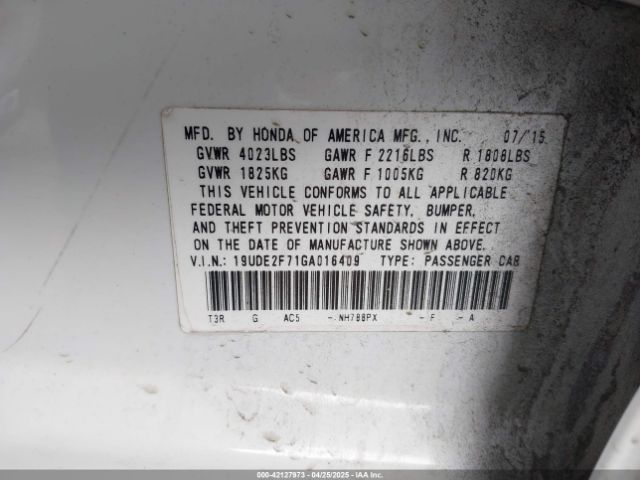 MFD. BY HONDA OF AMERICA MFG., INC. 07/'15
GVWR 4023LBS GAWR F 2216LBS R 1808LBS
GVWR 1825KG GAWR F 1005KG R 820KG
THIS VEHICLE CONFORMS TO ALL APPLICABLE
FEDERAL MOTOR VEHICLE SAFETY, BUMPER,
AND THEFT PREVENTION STANDARDS IN EFFECT
ON THE DATE OF MANUFACTURE SHOWN ABOVE.
V.I.N.: 19UDE2F71GA016409 TYPE: PASSENGER CAR
T3R G AC5 - NH788PX - F - A
000-42127973 - 04/25/2025 - IAA, Inc.